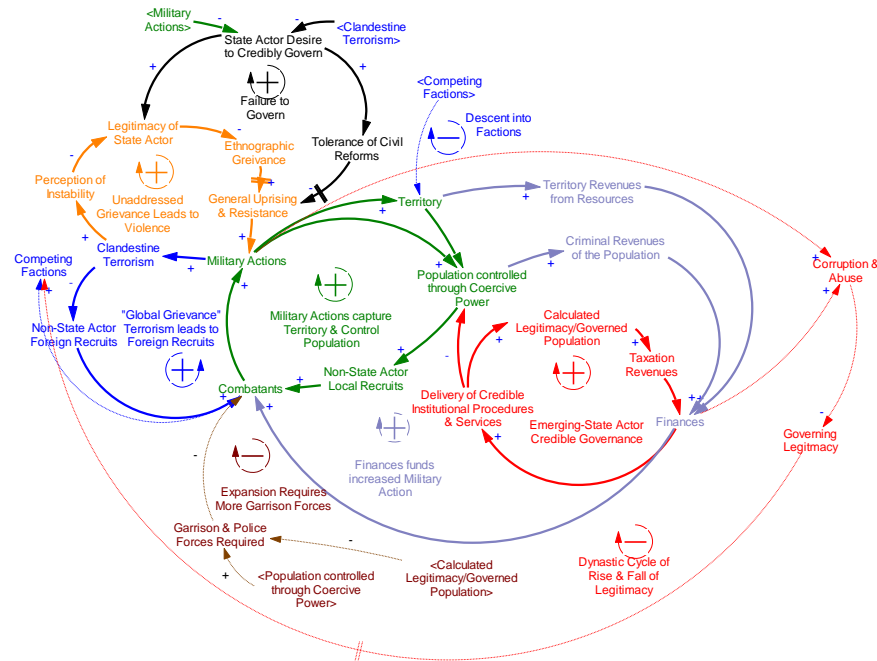 <Military
Actions>
State Actor Desire
to Credibly Govern
<Clandestine
Terrorism>
Failure to
Govern
<Competing
Factions>
Descent into
Factions
Legitimacy of
State Actor
Ethnographic
Greivance
Tolerance of Civil
Reforms
Perception of
Instability
Unaddressed
Grievance Leads to
Violence
General Uprising
& Resistance
Territory
Territory Revenues
from Resources
Competing
Factions
Clandestine
Terrorism
Military Actions
Criminal Revenues
of the Population
Population controlled
through Coercive
Power
Corruption &
Abuse
Non-State Actor
Foreign Recruits
"Global Grievance"
Terrorism leads to
Foreign Recruits
Military Actions capture
Territory & Control
Population
Calculated
Legitimacy/Governed
Population
Taxation
Revenues
Combatants
Non-State Actor
Local Recruits
Delivery of Credible
Institutional Procedures
& Services
Emerging-State Actor
Credible Governance
Finances
Governing
Legitmacy
Finances funds
increased Military
Action
Expansion Requires
More Garrison Forces
Garrison & Police
Forces Required
<Population controlled
through Coercive
Power>
<Calculated
Legitimacy/Governed
Population>
Dynastic Cycle of
Rise & Fall of
Legitimacy